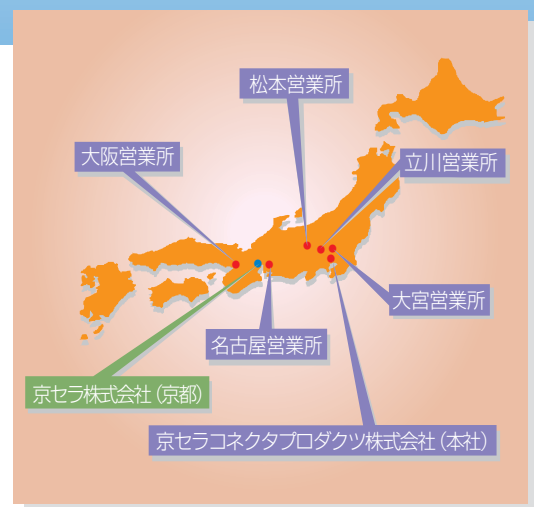 松本営業所
大阪営業所
立川営業所
大宮営業所
名古屋営業所
京セラ株式会社(京都)
京セラコネクタプロダクツ株式会社(本社)